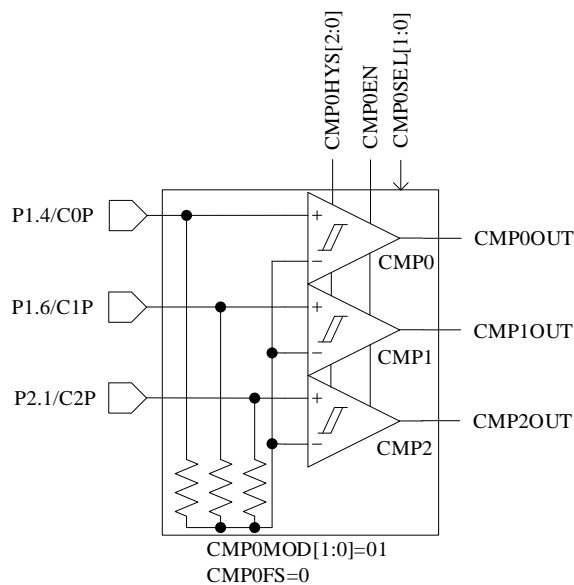 CMP0HYS[2:0]
CMP0EN
CMP0SEL[1:0]
P1.4/C0P
+
−
CMP0
CMP0OUT
P1.6/C1P
+
−
CMP1
CMP1OUT
P2.1/C2P
+
−
CMP2
CMP2OUT
CMP0MOD[1:0]=01
CMP0FS=0